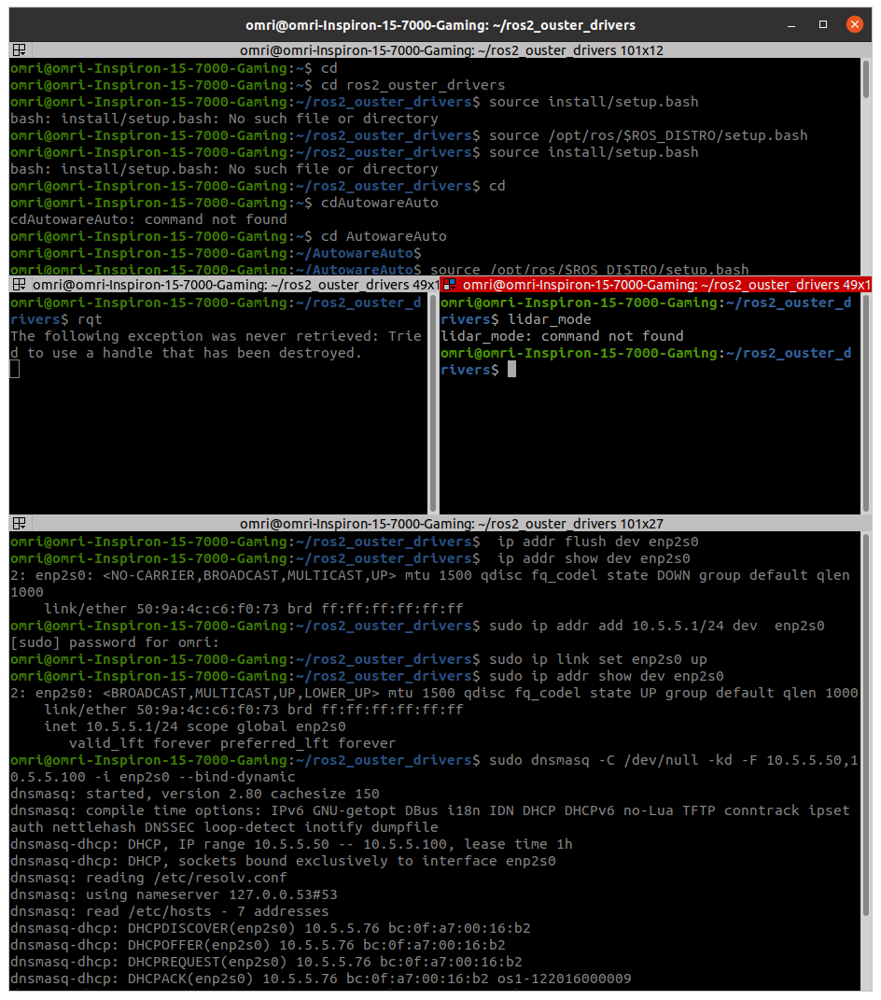 omri@omri-Inspiron-15-7000-Gaming: ~/ros2_ouster_drivers
omri@omri-Inspiron-15-7000-Gaming: ~/ros2_ouster_drivers 101x12
omri@omri-Inspiron-15-7000-Gaming:~$ cd
omri@omri-Inspiron-15-7000-Gaming:~$ cd ros2_ouster_drivers
omri@omri-Inspiron-15-7000-Gaming:~/ros2_ouster_drivers$ source install/setup.bash
bash: install/setup.bash: No such file or directory
omri@omri-Inspiron-15-7000-Gaming:~/ros2_ouster_drivers$ source /opt/ros/$ROS_DISTRO/setup.bash
omri@omri-Inspiron-15-7000-Gaming:~/ros2_ouster_drivers$ source install/setup.bash
bash: install/setup.bash: No such file or directory
omri@omri-Inspiron-15-7000-Gaming:~/ros2_ouster_drivers$ cd
omri@omri-Inspiron-15-7000-Gaming:~$ cdAutowareAuto
cdAutowareAuto: command not found
omri@omri-Inspiron-15-7000-Gaming:~$ cd AutowareAuto
omri@omri-Inspiron-15-7000-Gaming:~/AutowareAuto$
omri@omri-Inspiron-15-7000-Gaming:~/AutowareAuto$ source /opt/ros/$ROS_DISTRO/setup.bash
omri@omri-Inspiron-15-7000-Gaming: ~/ros2_ouster_drivers 49x1
omri@omri-Inspiron-15-7000-Gaming:~/ros2_ouster_d
rivers$ rqt
The following exception was never retrieved: Trie
d to use a handle that has been destroyed.
omri@omri-Inspiron-15-7000-Gaming: ~/ros2_ouster_drivers 49x1
omri@omri-Inspiron-15-7000-Gaming:~/ros2_ouster_d
rivers$ lidar_mode
lidar_mode: command not found
omri@omri-Inspiron-15-7000-Gaming:~/ros2_ouster_d
rivers$
omri@omri-Inspiron-15-7000-Gaming: ~/ros2_ouster_drivers 101x27
omri@omri-Inspiron-15-7000-Gaming:~/ros2_ouster_drivers$  ip addr flush dev enp2s0
omri@omri-Inspiron-15-7000-Gaming:~/ros2_ouster_drivers$  ip addr show dev enp2s0
2: enp2s0: <NO-CARRIER,BROADCAST,MULTICAST,UP> mtu 1500 qdisc fq_codel state DOWN group default qlen
1000
    link/ether 50:9a:4c:c6:f0:73 brd ff:ff:ff:ff:ff:ff
omri@omri-Inspiron-15-7000-Gaming:~/ros2_ouster_drivers$ sudo ip addr add 10.5.5.1/24 dev  enp2s0
[sudo] password for omri:
omri@omri-Inspiron-15-7000-Gaming:~/ros2_ouster_drivers$ sudo ip link set enp2s0 up
omri@omri-Inspiron-15-7000-Gaming:~/ros2_ouster_drivers$ sudo ip addr show dev enp2s0
2: enp2s0: <BROADCAST,MULTICAST,UP,LOWER_UP> mtu 1500 qdisc fq_codel state UP group default qlen 1000
    link/ether 50:9a:4c:c6:f0:73 brd ff:ff:ff:ff:ff:ff
    inet 10.5.5.1/24 scope global enp2s0
       valid_lft forever preferred_lft forever
omri@omri-Inspiron-15-7000-Gaming:~/ros2_ouster_drivers$ sudo dnsmasq -C /dev/null -kd -F 10.5.5.50,1
0.5.5.100 -i enp2s0 --bind-dynamic
dnsmasq: started, version 2.80 cachesize 150
dnsmasq: compile time options: IPv6 GNU-getopt DBus i18n IDN DHCP DHCPv6 no-Lua TFTP conntrack ipset
auth nettlehash DNSSEC loop-detect inotify dumpfile
dnsmasq-dhcp: DHCP, IP range 10.5.5.50 -- 10.5.5.100, lease time 1h
dnsmasq-dhcp: DHCP, sockets bound exclusively to interface enp2s0
dnsmasq: reading /etc/resolv.conf
dnsmasq: using nameserver 127.0.0.53#53
dnsmasq: read /etc/hosts - 7 addresses
dnsmasq-dhcp: DHCPDISCOVER(enp2s0) 10.5.5.76 bc:0f:a7:00:16:b2
dnsmasq-dhcp: DHCPOFFER(enp2s0) 10.5.5.76 bc:0f:a7:00:16:b2
dnsmasq-dhcp: DHCPREQUEST(enp2s0) 10.5.5.76 bc:0f:a7:00:16:b2
dnsmasq-dhcp: DHCPACK(enp2s0) 10.5.5.76 bc:0f:a7:00:16:b2 os1-122016000009